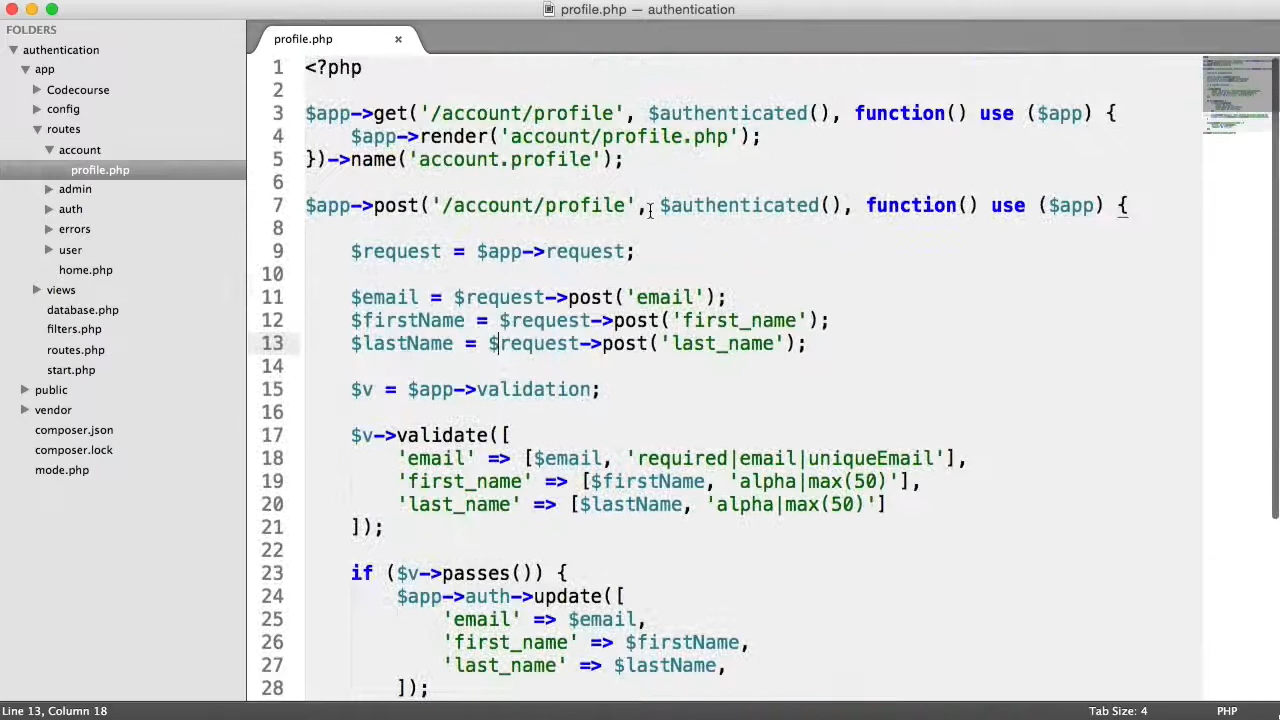 profile.php — authentication
FOLDERS
authentication
app
Codecourse
config
routes
account
profile.php
admin
auth
errors
user
home.php
views
database.php
filters.php
routes.php
start.php
public
vendor
composer.json
composer.lock
mode.php
profile.php ×
1 <?php
2
3 $app->get('/account/profile', $authenticated(), function() use ($app) {
4     $app->render('account/profile.php');
5 })->name('account.profile');
6
7 $app->post('/account/profile', $authenticated(), function() use ($app) {
8
9     $request = $app->request;
10
11     $email = $request->post('email');
12     $firstName = $request->post('first_name');
13     $lastName = $request->post('last_name');
14
15     $v = $app->validation;
16
17     $v->validate([
18         'email' => [$email, 'required|email|uniqueEmail'],
19         'first_name' => [$firstName, 'alpha|max(50)'],
20         'last_name' => [$lastName, 'alpha|max(50)']
21     ]);
22
23     if ($v->passes()) {
24         $app->auth->update([
25             'email' => $email,
26             'first_name' => $firstName,
27             'last_name' => $lastName,
28         ]);
Line 13, Column 18
Tab Size: 4
PHP